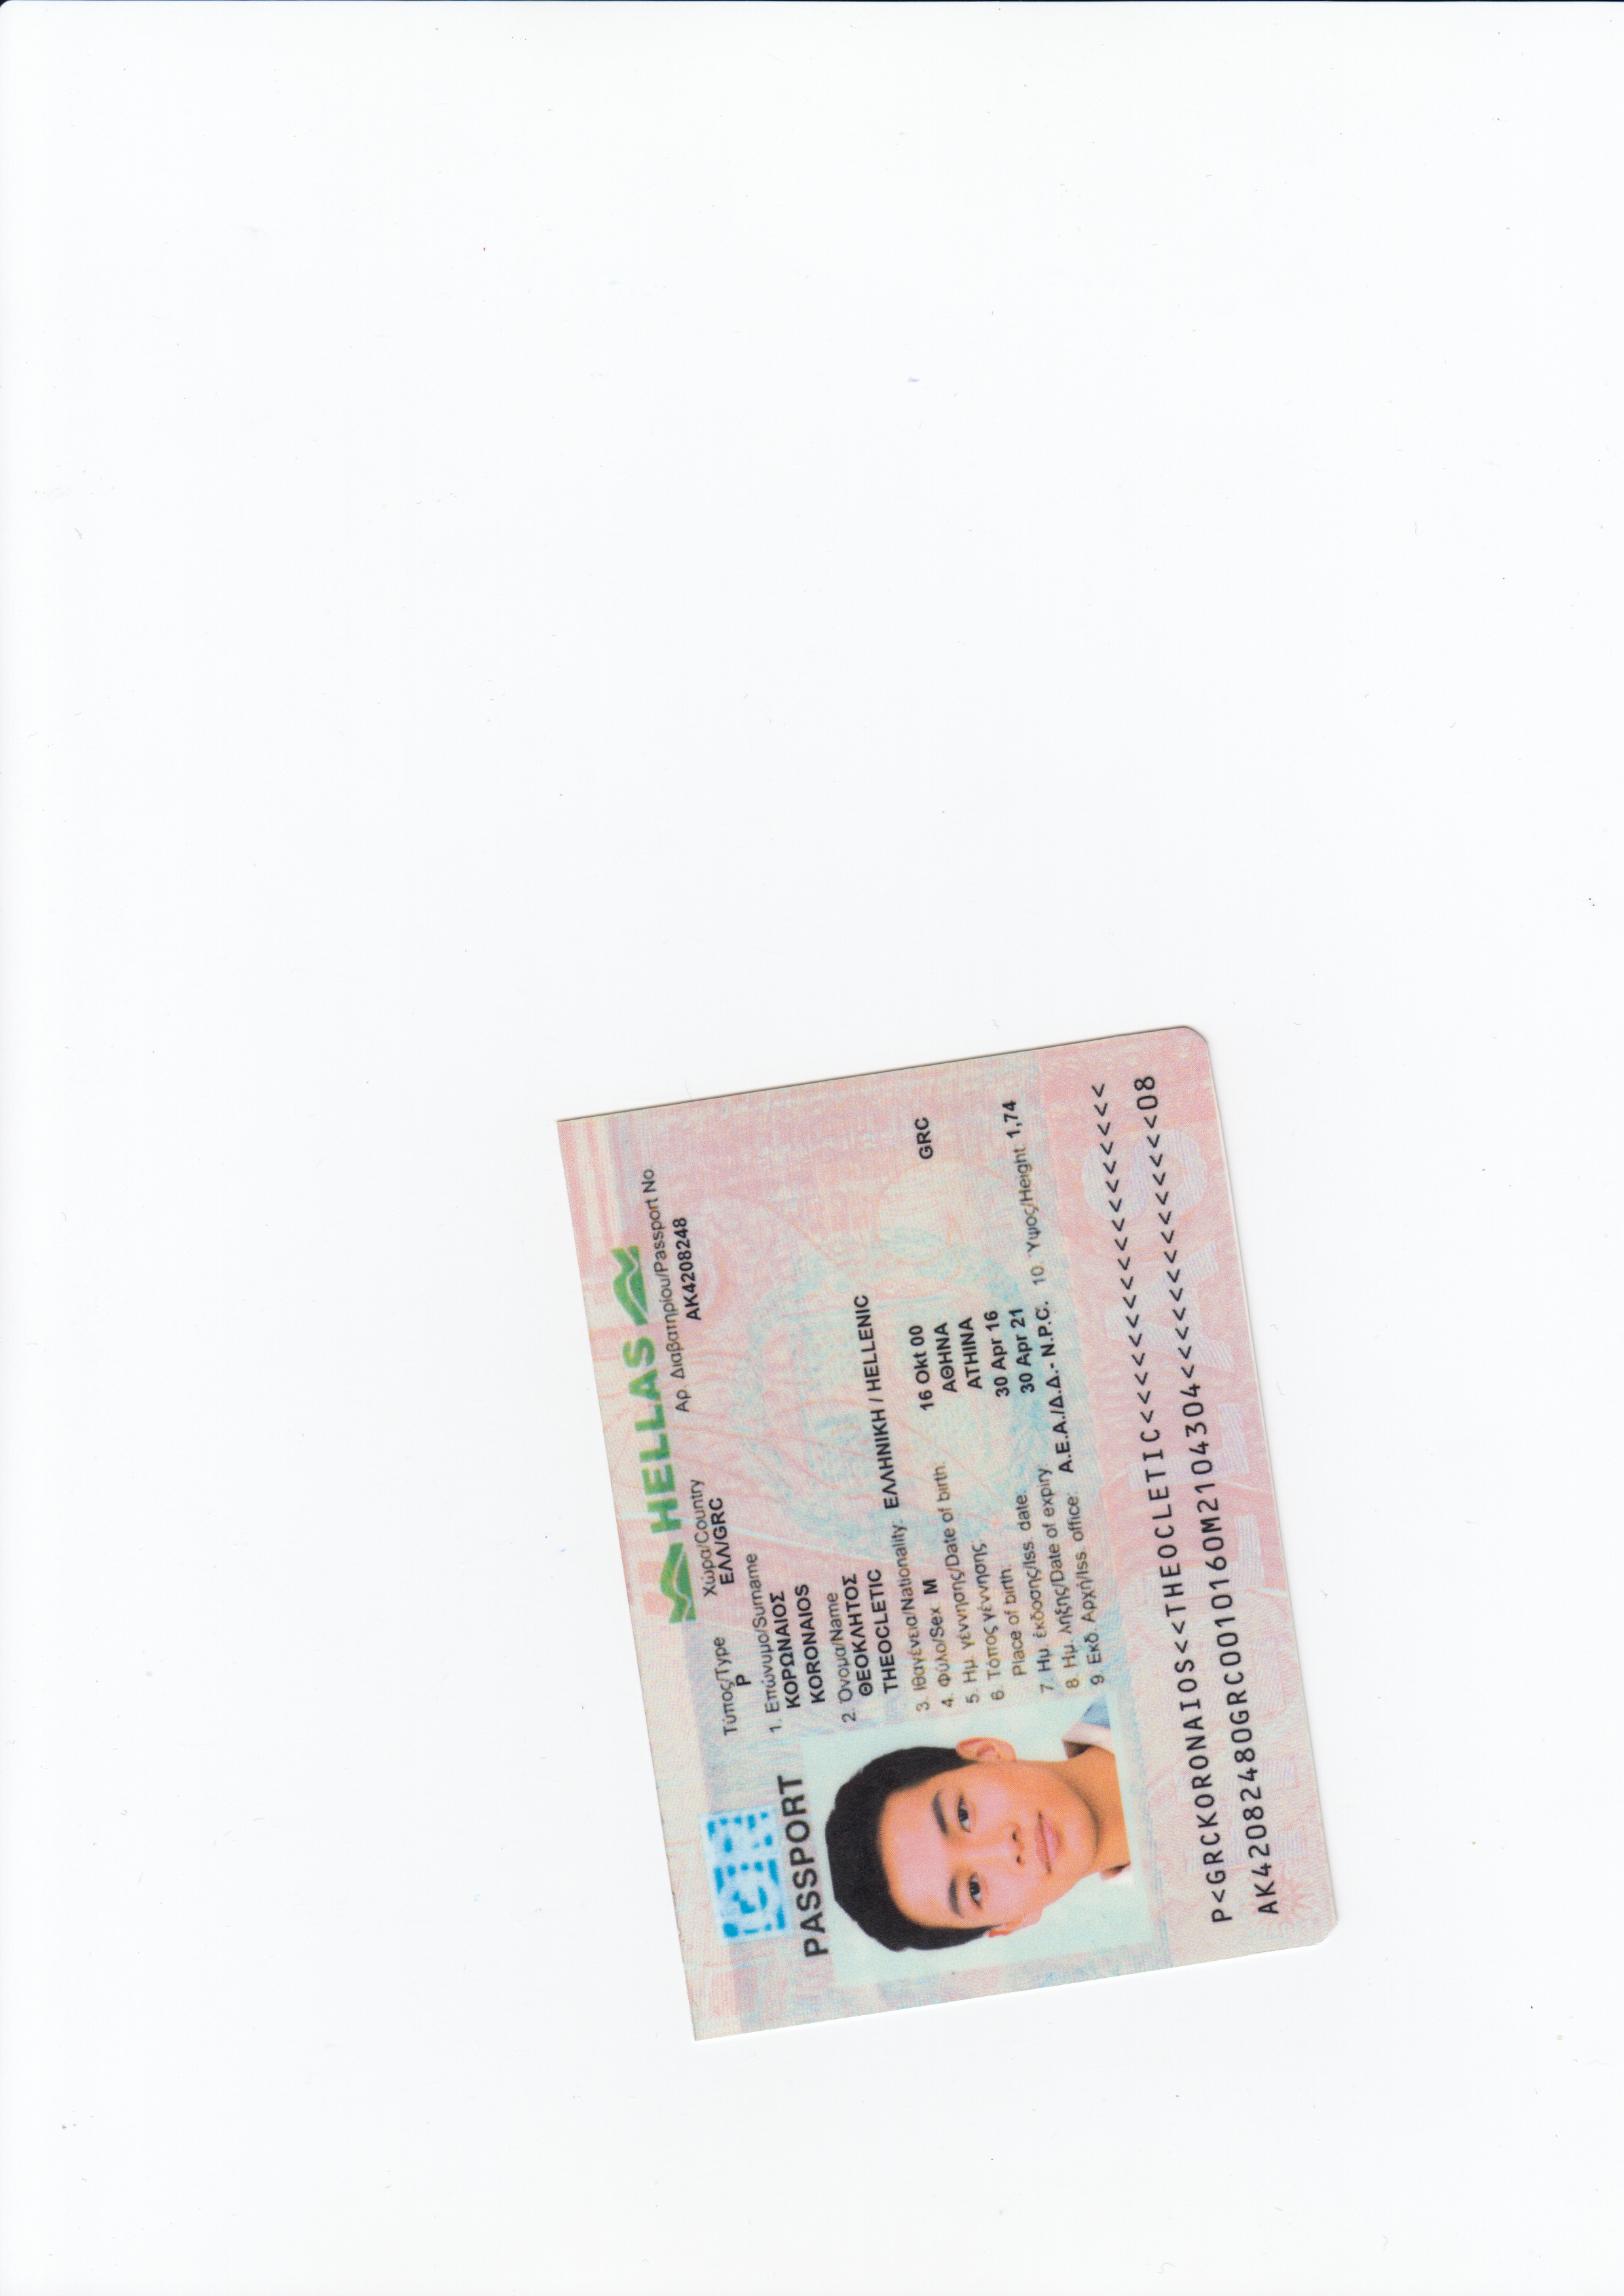 HELLAS
PASSPORT
Τύπος/Type Χώρα/Country Αρ. Διαβατηρίου/Passport No
P ΕΛΛ/GRC AK4208248
1. Επώνυμο/Surname
ΚΟΡΩΝΑΙΟΣ
KORONAIOS
2. Όνομα/Name
ΘΕΟΚΛΗΤΟΣ
THEOCLETIC
3. Ιθαγένεια/Nationality: ΕΛΛΗΝΙΚΗ / HELLENIC GRC
4. Φύλο/Sex M
5. Ημ. γέννησης/Date of birth: 16 Okt 00
6. Τόπος γέννησης ΑΘΗΝΑ
Place of birth: ATHINA
7. Ημ έκδοσης/Iss. date: 30 Apr 16
8. Ημ. λήξης/Date of expiry 30 Apr 21
9. Εκδ. Αρχή/Iss. office: Α.Ε.Α./Δ.Δ.- N.P.C. 10. Ύψος/Height 1,74
P<GRCKORONAIOS<<THEOCLETIC<<<<<<<<<<<<<<<<<<
AK42082480GRC0010160M2104304<<<<<<<<<<<<<<08